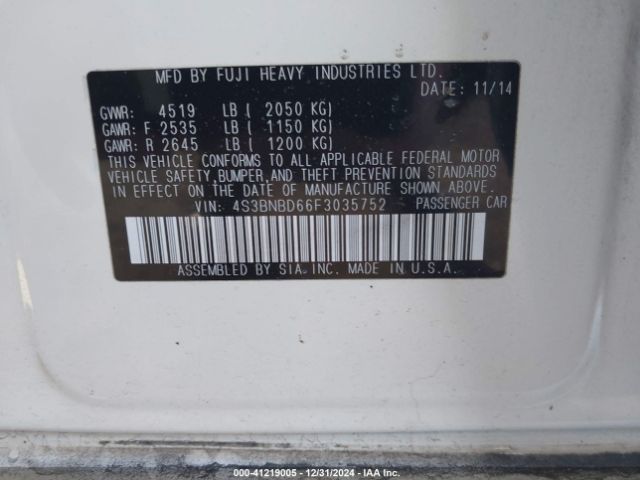 MFD BY FUJI HEAVY INDUSTRIES LTD.
DATE: 11/14
GVWR: 4519 LB ( 2050 KG)
GAWR: F 2535 LB ( 1150 KG)
GAWR: R 2645 LB ( 1200 KG)
THIS VEHICLE CONFORMS TO ALL APPLICABLE FEDERAL MOTOR
VEHICLE SAFETY,BUMPER,AND THEFT PREVENTION STANDARDS
IN EFFECT ON THE DATE OF MANUFACTURE SHOWN ABOVE.
VIN: 4S3BNBD66F3035752 PASSENGER CAR
ASSEMBLED BY SIA,INC. MADE IN U.S.A.
000-41219005 - 12/31/2024 - IAA Inc.